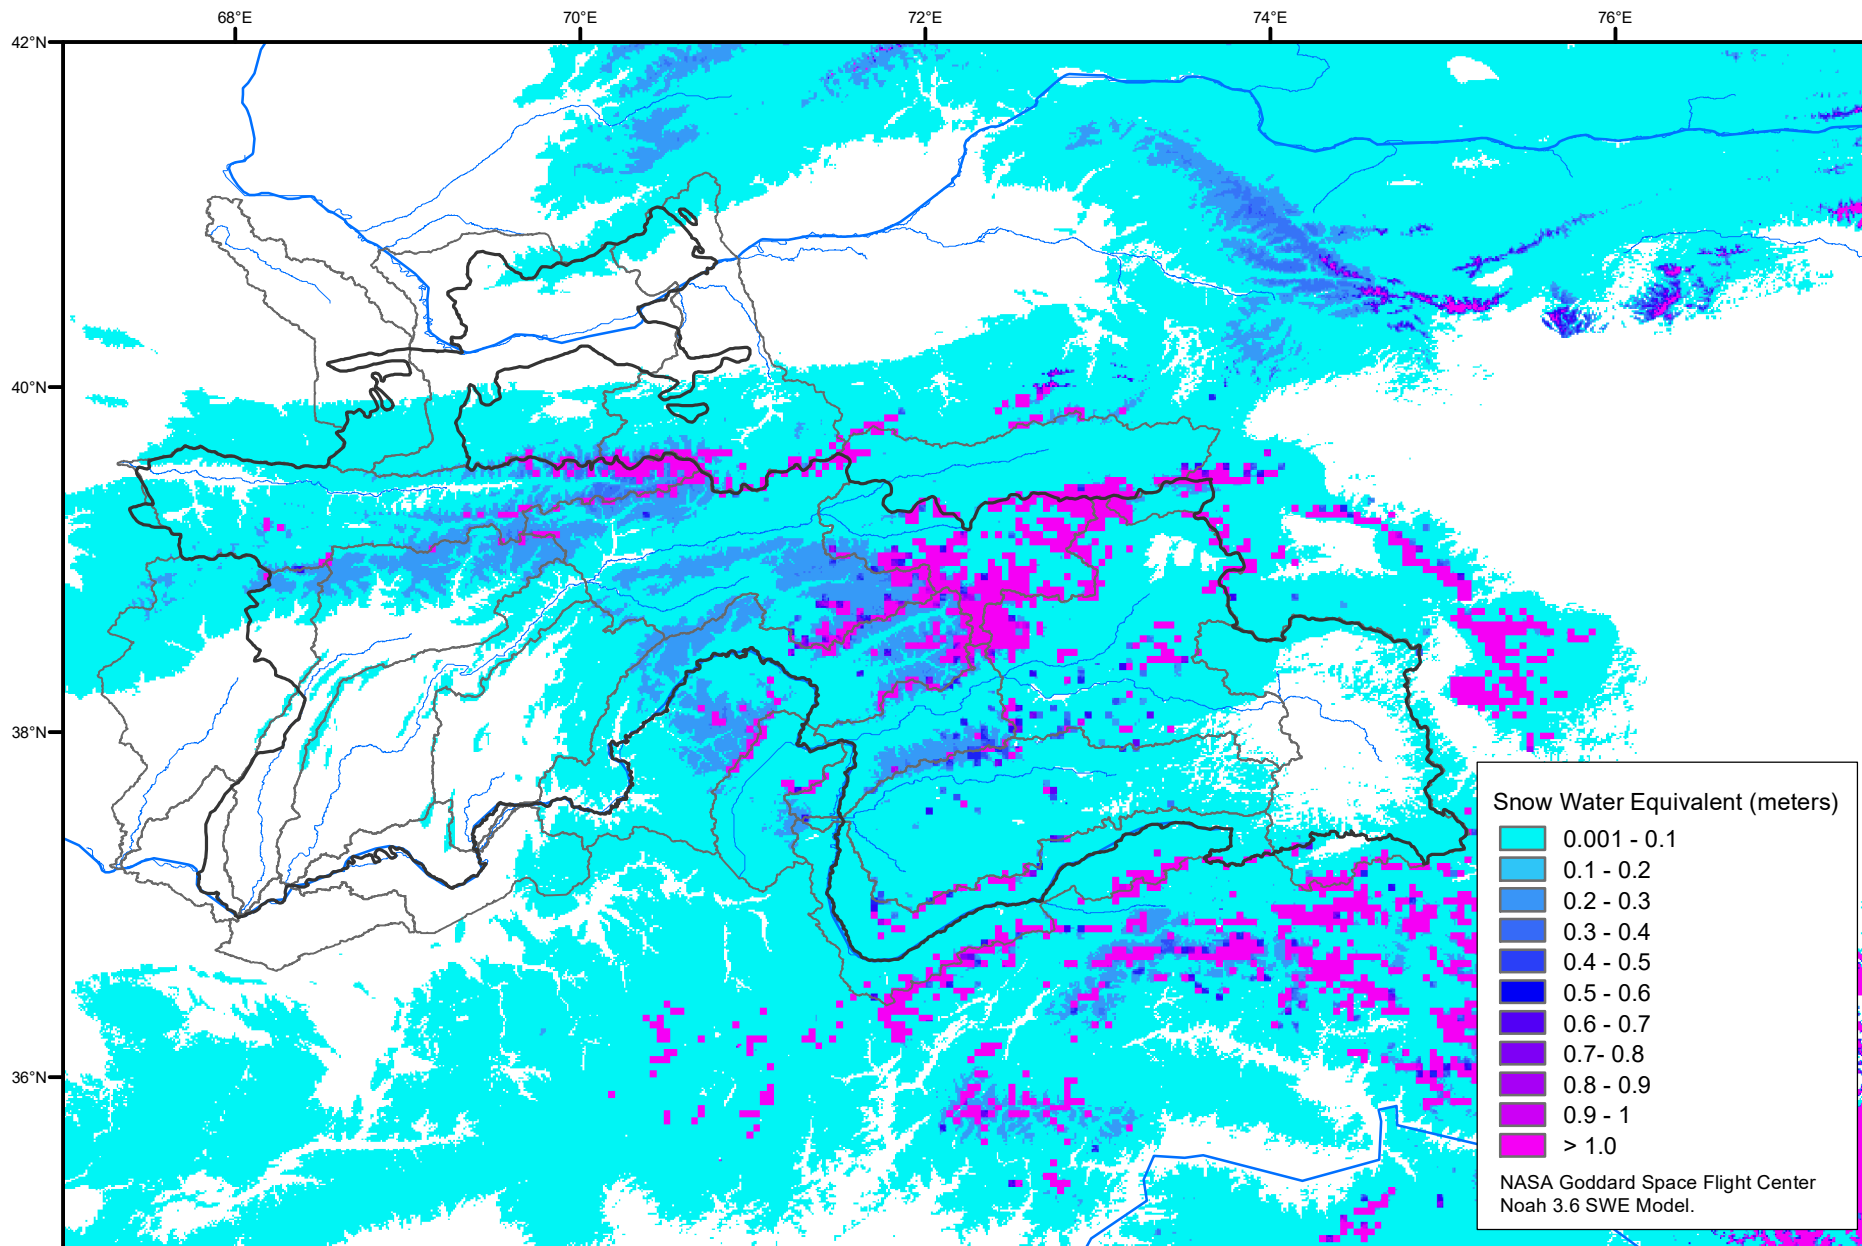 68°E
70°E
72°E
74°E
76°E
42°N
40°N
38°N
36°N
Snow Water Equivalent (meters)
0.001 - 0.1
0.1 - 0.2
0.2 - 0.3
0.3 - 0.4
0.4 - 0.5
0.5 - 0.6
0.6 - 0.7
0.7- 0.8
0.8 - 0.9
0.9 - 1
> 1.0
NASA Goddard Space Flight Center
Noah 3.6 SWE Model.